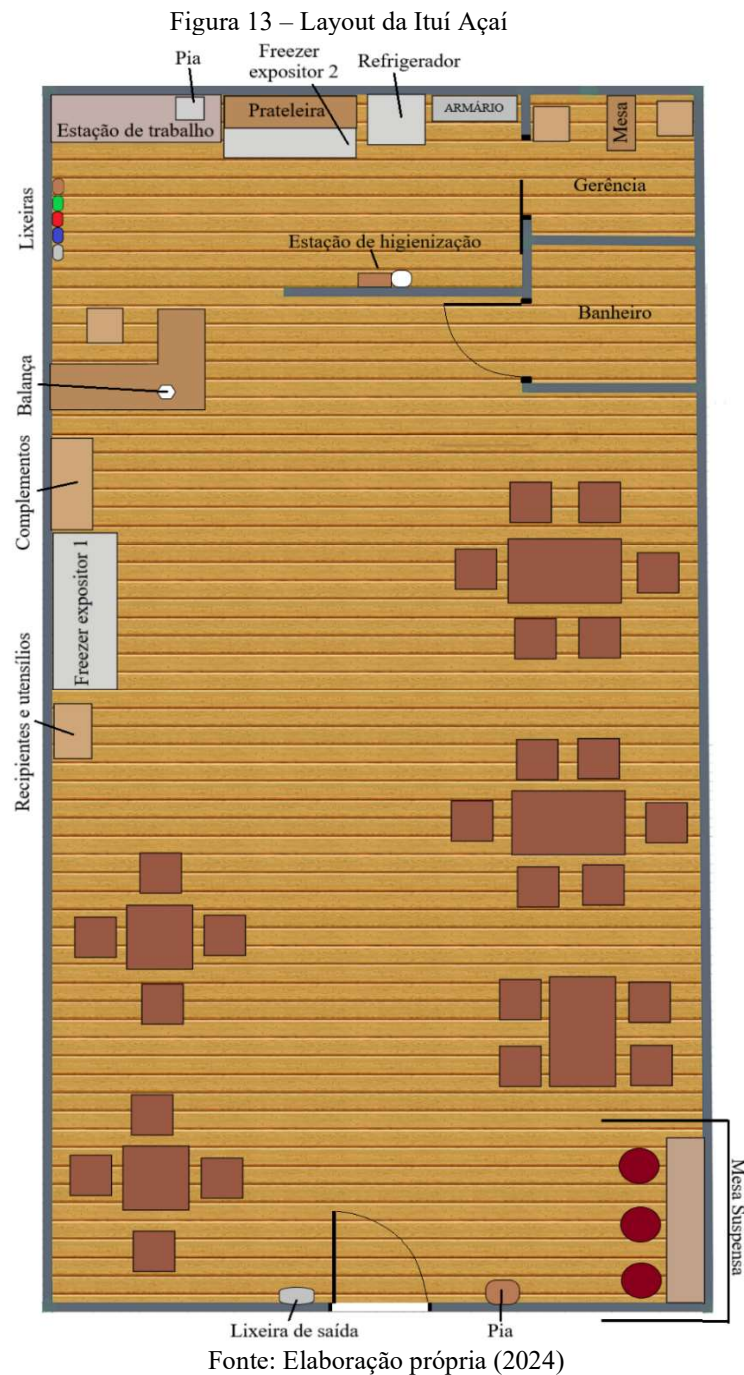 Figura 13 – Layout da Ituí Açaí
Pia
Freezer
expositor 2
Refrigerador
Estação de trabalho
Prateleira
ARMÁRIO
Mesa
Lixeiras
Gerência
Estação de higienização
Banheiro
Balança
Complementos
Freezer expositor 1
Recipientes e utensílios
Mesa Suspensa
Lixeira de saída
Pia
Fonte: Elaboração própria (2024)